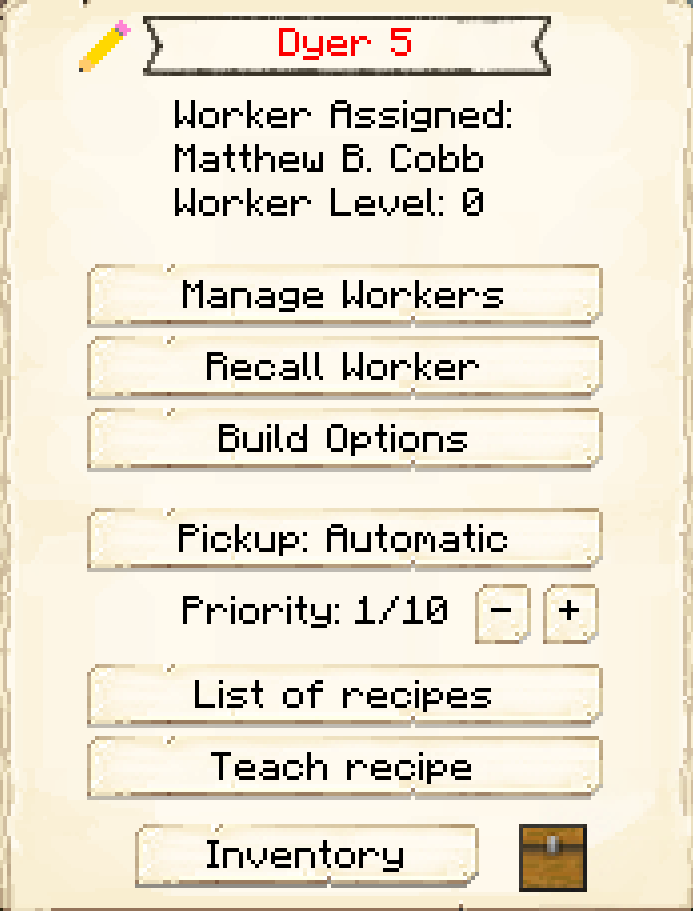 Dyer 5
Worker Assigned:
Matthew B. Cobb
Worker Level: 0
Manage Workers
Recall Worker
Build Options
Pickup: Automatic
Priority: 1/10 - +
List of recipes
Teach recipe
Inventory